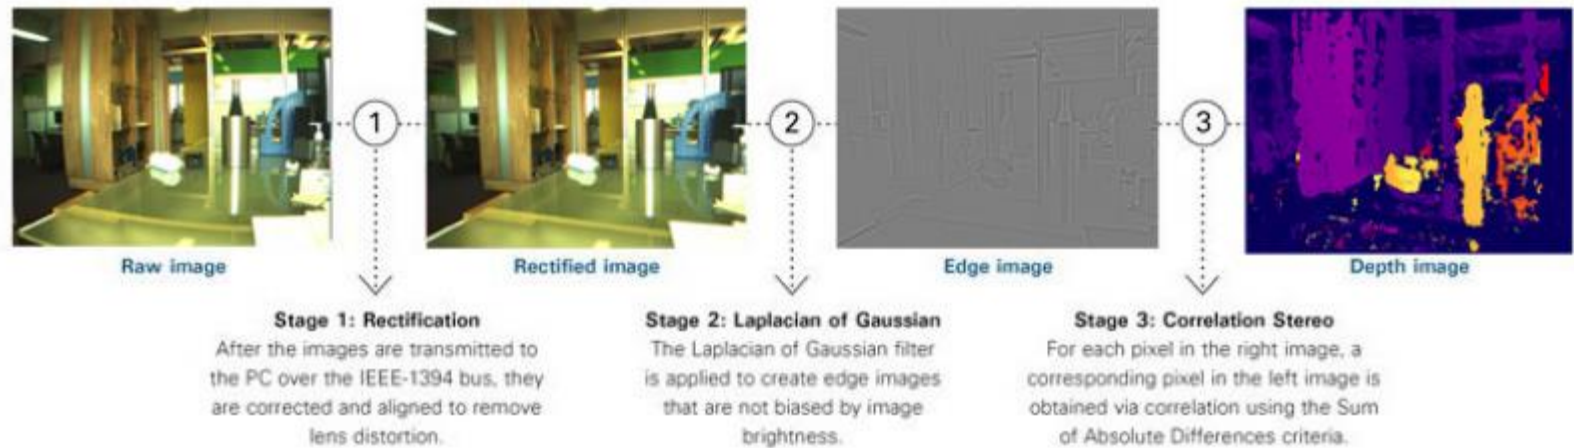 1
2
3
Raw image
Rectified image
Edge image
Depth image
Stage 1: Rectification
After the images are transmitted to
the PC over the IEEE-1394 bus, they
are corrected and aligned to remove
lens distortion.
Stage 2: Laplacian of Gaussian
The Laplacian of Gaussian filter
is applied to create edge images
that are not biased by image
brightness.
Stage 3: Correlation Stereo
For each pixel in the right image, a
corresponding pixel in the left image is
obtained via correlation using the Sum
of Absolute Differences criteria.